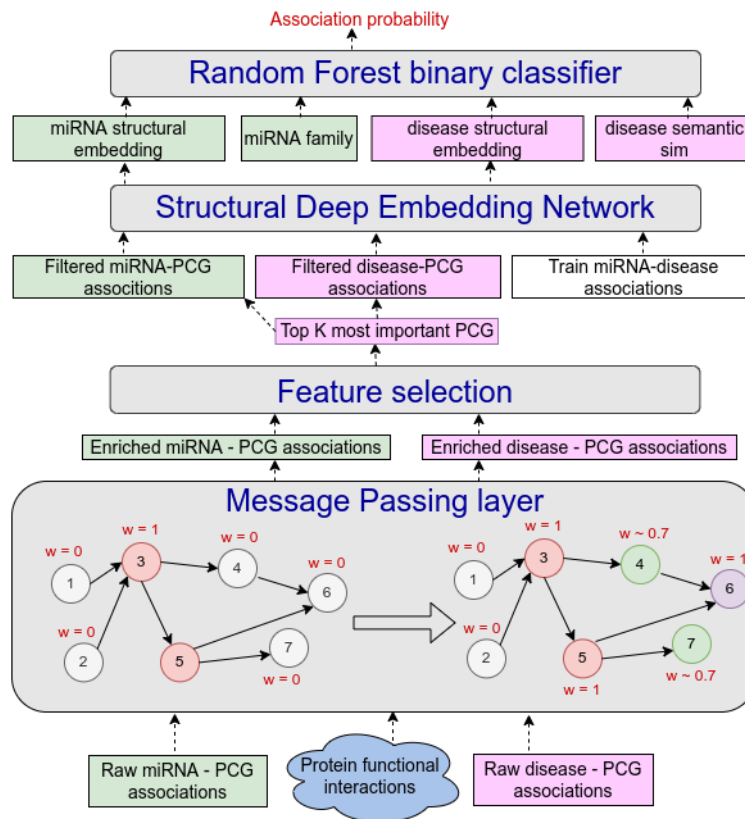 Association probability
Random Forest binary classifier
miRNA structural
embedding
miRNA family
disease structural
embedding
disease semantic
sim
Structural Deep Embedding Network
Filtered miRNA-PCG
associtions
Filtered disease-PCG
associations
Train miRNA-disease
associations
Top K most important PCG
Feature selection
Enriched miRNA - PCG associations
Enriched disease - PCG associations
Message Passing layer
w = 0
1
w = 1
3
w = 0
4
w = 0
6
w=0
2
5
7
w = 0
w = 0
1
w = 1
3
w ~ 0.7
4
w = 1
6
w = 0
2
5
w = 1
7
w ~ 0.7
Raw miRNA - PCG
associations
Protein functional
interactions
Raw disease - PCG
associations